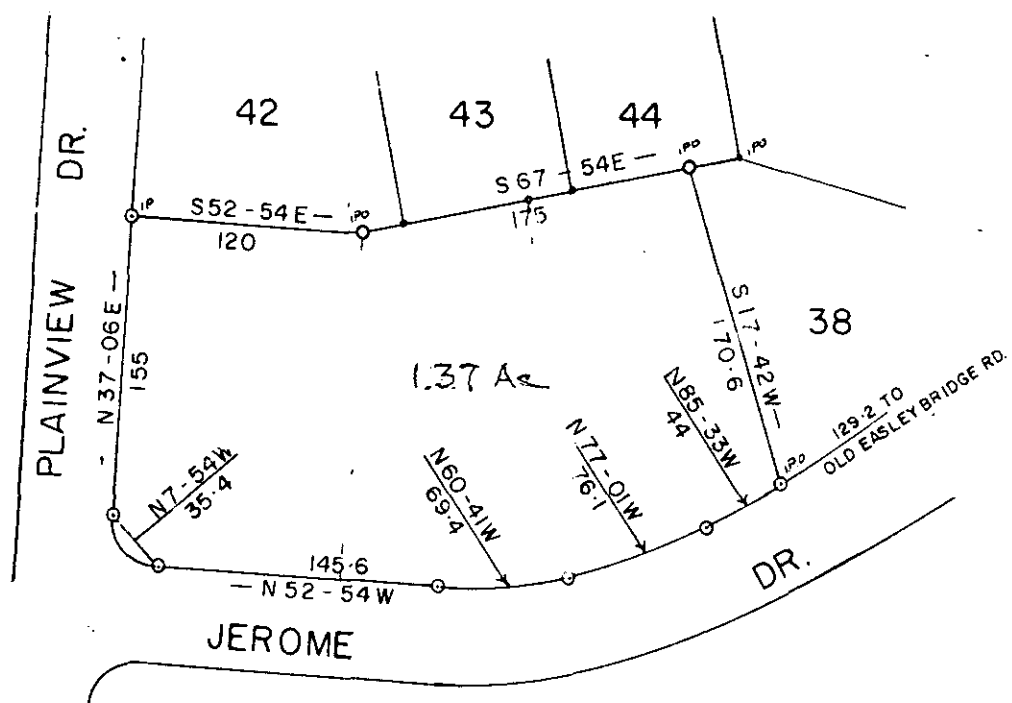 42
43
44
PLAINVIEW DR.
IP
S52-54E-
IPO
120
S 67-54E-
175
IPO
IPO
-N37-06E-
155
S 17-42W-
170.6
38
1.37 Ac
N7-54W
35.4
N60-41W
69.4
N 77-01W
76.1
N85-33W
44
IPO
129.2 TO
OLD EASLEY BRIDGE RD.
145.6
-N 52-54W
JEROME DR.